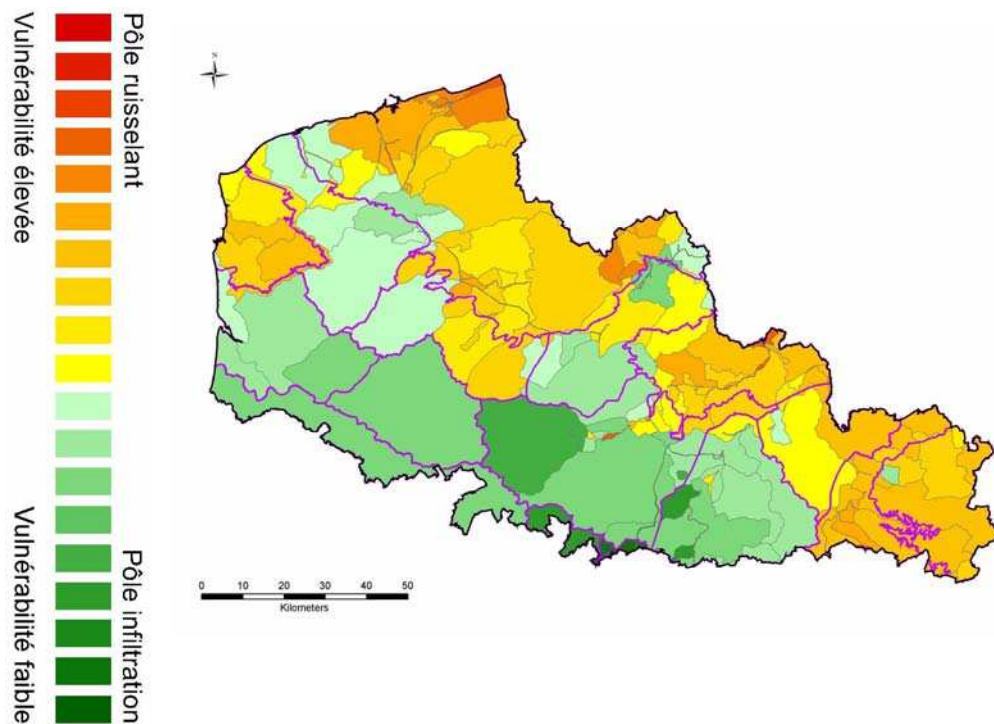 Vulnérabilité élevée
Pôle ruisselant
Vulnérabilité faible
Pôle infiltration
N
0 10 20 30 40 50
Kilometers